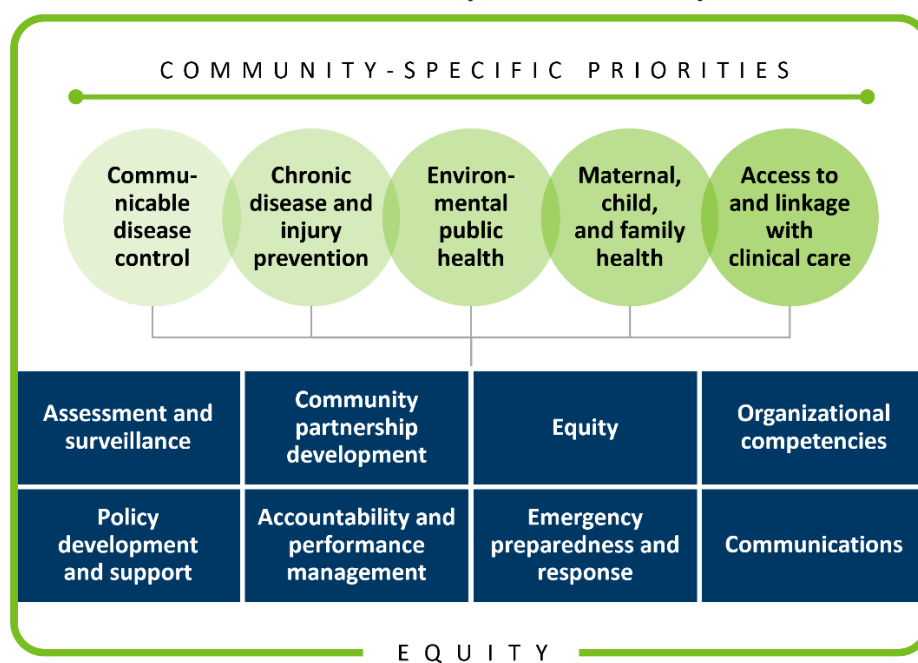 COMMUNITY-SPECIFIC PRIORITIES
Commu-
nicable
disease
control
Chronic
disease and
injury
prevention
Environ-
mental
public
health
Maternal,
child,
and family
health
Access to
and linkage
with
clinical care
Assessment and
surveillance
Community
partnership
development
Equity
Organizational
competencies
Policy
development
and support
Accountability and
performance
management
Emergency
preparedness and
response
Communications
EQUITY